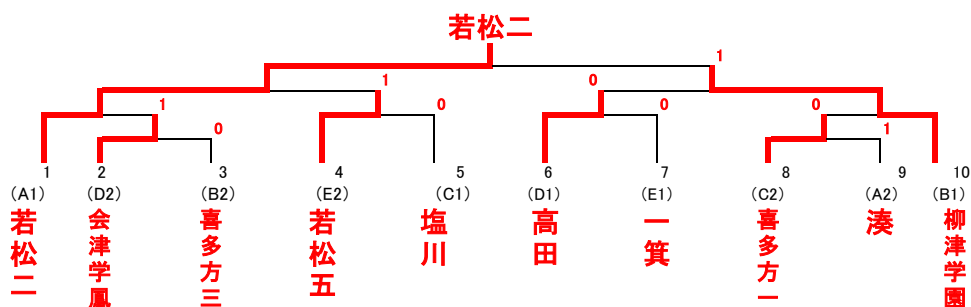 若松二
1
1
0
1
0
0
0
0
1
1
2
3
4
5
6
7
8
9
10
(A1)
(D2)
(B2)
(E2)
(C1)
(D1)
(E1)
(C2)
(A2)
(B1)
若松二
会津学鳳
喜多方三
若松五
塩川
高田
一箕
喜多方一
湊
柳津学園